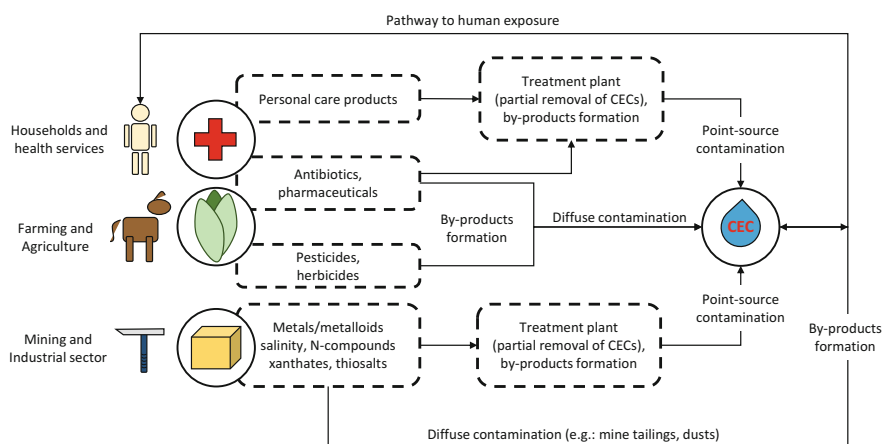 Pathway to human exposure
Households and
health services
Personal care products
Treatment plant
(partial removal of CECs),
by-products formation
Point-source
contamination
Antibiotics,
pharmaceuticals
Farming and
Agriculture
By-products
formation
Diffuse contamination
CEC
Pesticides,
herbicides
Point-source
contamination
Mining and
Industrial sector
Metals/metalloids
salinity, N-compounds
xanthates, thiosalts
Treatment plant
(partial removal of CECs),
by-products formation
By-products
formation
Diffuse contamination (e.g.: mine tailings, dusts)